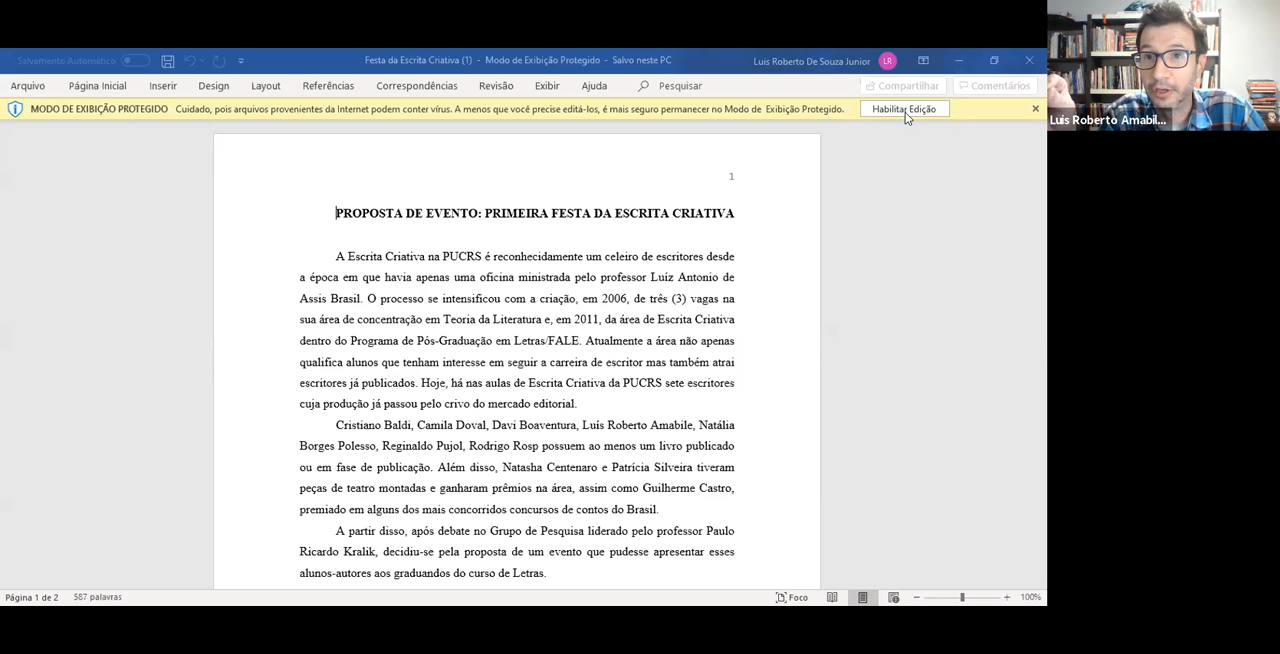 Salvamento Automático
Festa da Escrita Criativa (1) - Modo de Exibição Protegido - Salvo neste PC
Luis Roberto De Souza Junior
LR
Arquivo Página Inicial Inserir Design Layout Referências Correspondências Revisão Exibir Ajuda Pesquisar
Compartilhar Comentários
MODO DE EXIBIÇÃO PROTEGIDO Cuidado, pois arquivos provenientes da Internet podem conter vírus. A menos que você precise editá-los, é mais seguro permanecer no Modo de Exibição Protegido.
Habilitar Edição
Luis Roberto Amabil...
1
PROPOSTA DE EVENTO: PRIMEIRA FESTA DA ESCRITA CRIATIVA
A Escrita Criativa na PUCRS é reconhecidamente um celeiro de escritores desde
a época em que havia apenas uma oficina ministrada pelo professor Luiz Antonio de
Assis Brasil. O processo se intensificou com a criação, em 2006, de três (3) vagas na
sua área de concentração em Teoria da Literatura e, em 2011, da área de Escrita Criativa
dentro do Programa de Pós-Graduação em Letras/FALE. Atualmente a área não apenas
qualifica alunos que tenham interesse em seguir a carreira de escritor mas também atrai
escritores já publicados. Hoje, há nas aulas de Escrita Criativa da PUCRS sete escritores
cuja produção já passou pelo crivo do mercado editorial.
Cristiano Baldi, Camila Doval, Davi Boaventura, Luís Roberto Amabile, Natália
Borges Polesso, Reginaldo Pujol, Rodrigo Rosp possuem ao menos um livro publicado
ou em fase de publicação. Além disso, Natasha Centenaro e Patrícia Silveira tiveram
peças de teatro montadas e ganharam prêmios na área, assim como Guilherme Castro,
premiado em alguns dos mais concorridos concursos de contos do Brasil.
A partir disso, após debate no Grupo de Pesquisa liderado pelo professor Paulo
Ricardo Kralik, decidiu-se pela proposta de um evento que pudesse apresentar esses
alunos-autores aos graduandos do curso de Letras.
Página 1 de 2 587 palavras
Foco
100%